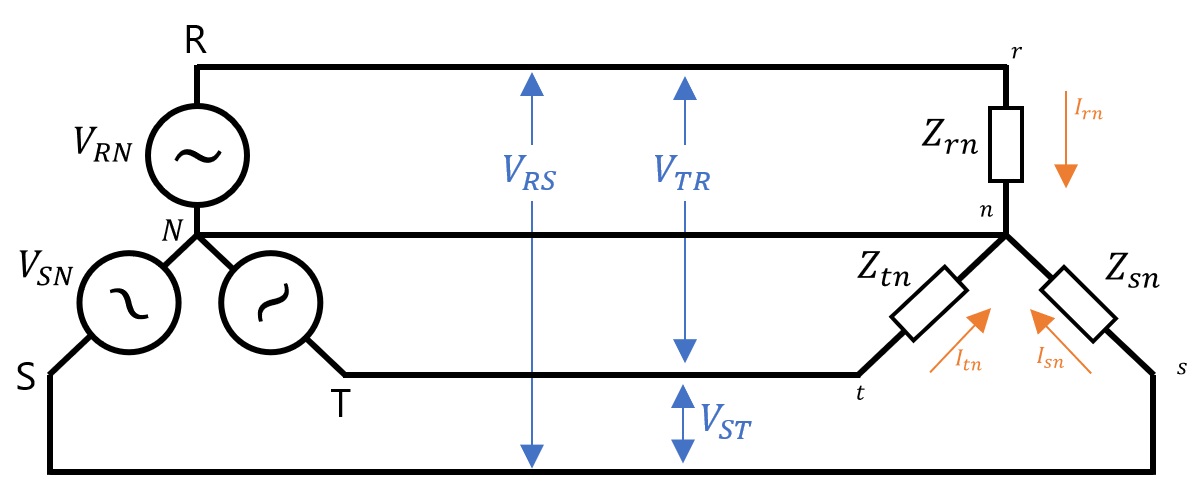 R
r
V_{RN}
Z_{rn}
I_{rn}
V_{RS}
V_{TR}
N
n
V_{SN}
Z_{tn}
Z_{sn}
I_{tn}
I_{sn}
S
T
t
s
V_{ST}